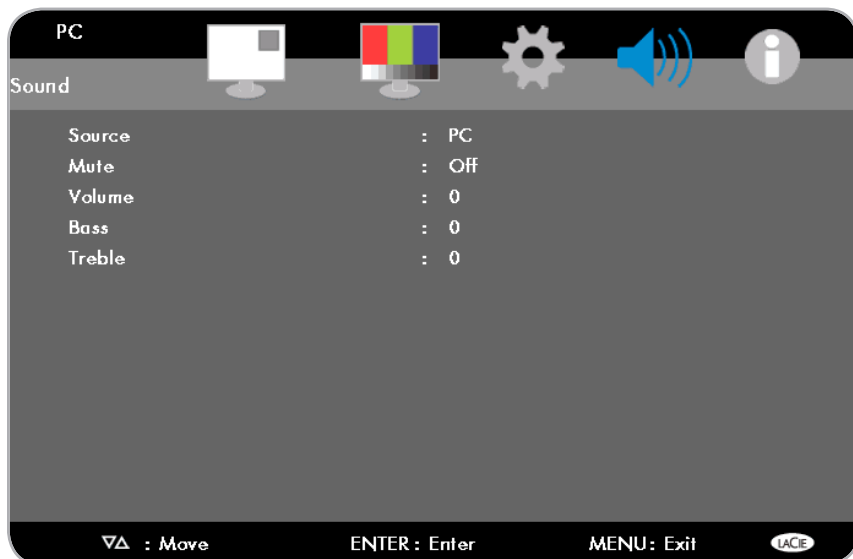 PC
Sound
Source : PC
Mute : Off
Volume : 0
Bass : 0
Treble : 0
▽△ : Move ENTER : Enter MENU : Exit LACIE